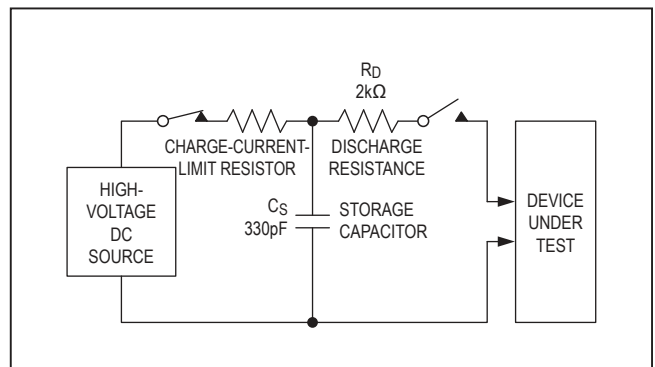 RD
2kΩ
CHARGE-CURRENT-
LIMIT RESISTOR
DISCHARGE
RESISTANCE
HIGH-
VOLTAGE
DC
SOURCE
CS
330pF
STORAGE
CAPACITOR
DEVICE
UNDER
TEST